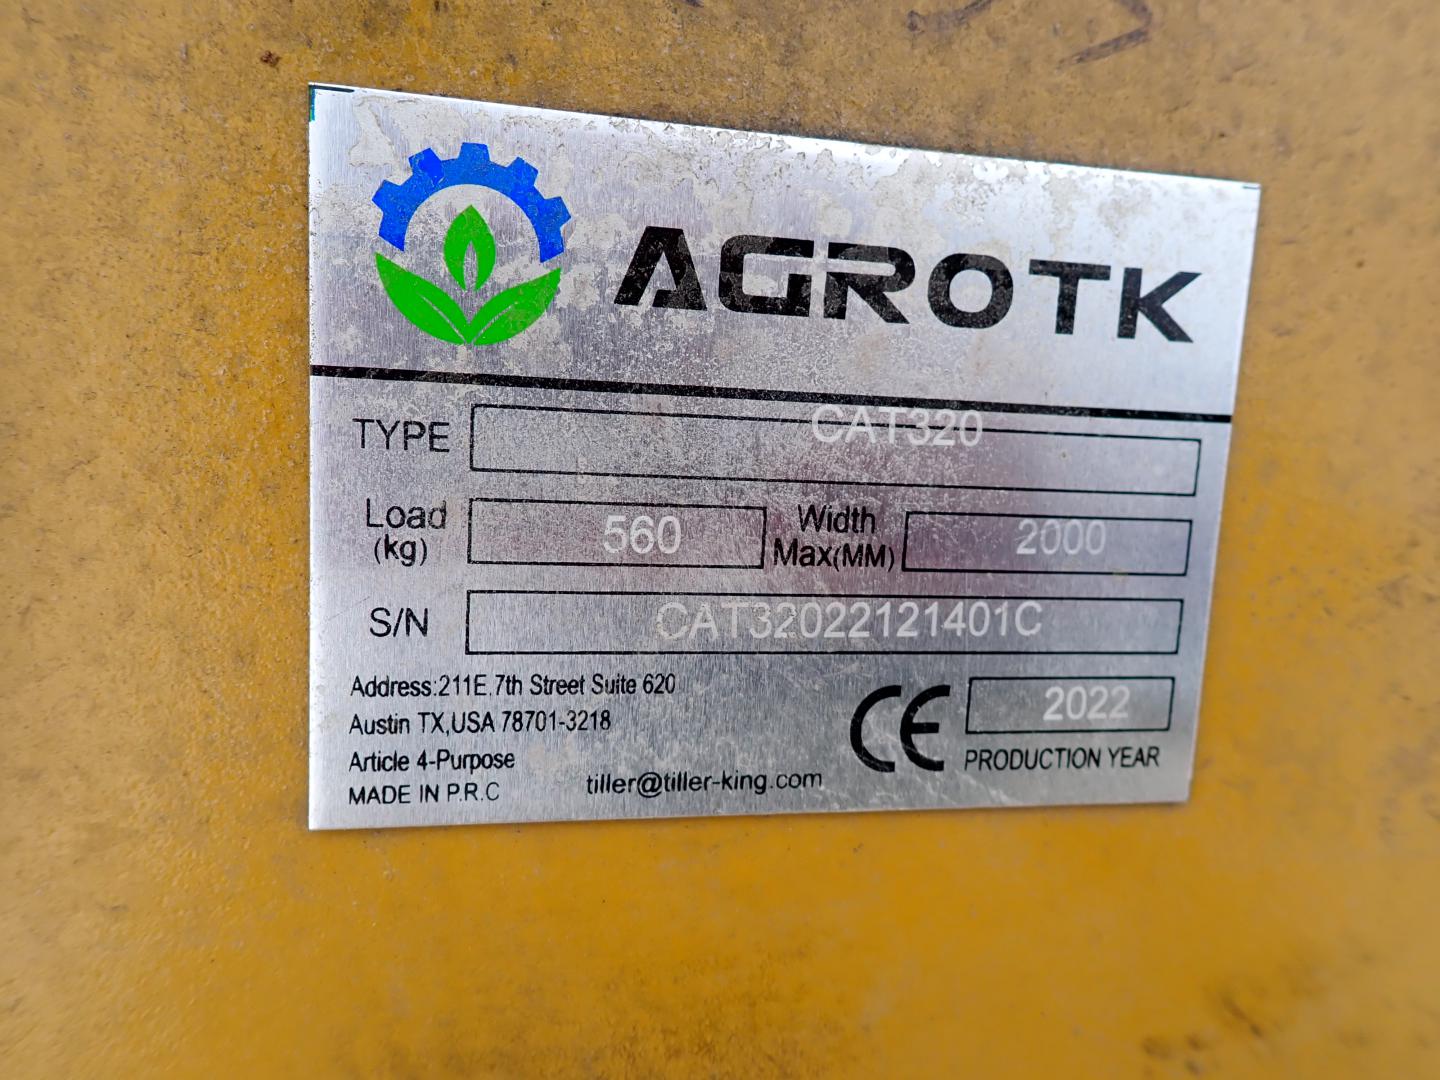 AGROTK
TYPE CAT320
Load (kg) 560 Width Max(MM) 2000
S/N CAT32022121401C
Address:211E,7th Street Suite 620
Austin TX,USA 78701-3218
Article 4-Purpose
MADE IN P.R.C
tiller@tiller-king.com
CE 2022
PRODUCTION YEAR